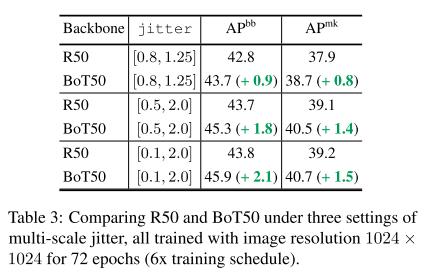 Backbone jitter AP^bb AP^mk
R50 [0.8, 1.25] 42.8 37.9
BoT50 [0.8, 1.25] 43.7 (+ 0.9) 38.7 (+ 0.8)
R50 [0.5, 2.0] 43.7 39.1
BoT50 [0.5, 2.0] 45.3 (+ 1.8) 40.5 (+ 1.4)
R50 [0.1, 2.0] 43.8 39.2
BoT50 [0.1, 2.0] 45.9 (+ 2.1) 40.7 (+ 1.5)
Table 3: Comparing R50 and BoT50 under three settings of
multi-scale jitter, all trained with image resolution 1024 ×
1024 for 72 epochs (6x training schedule).